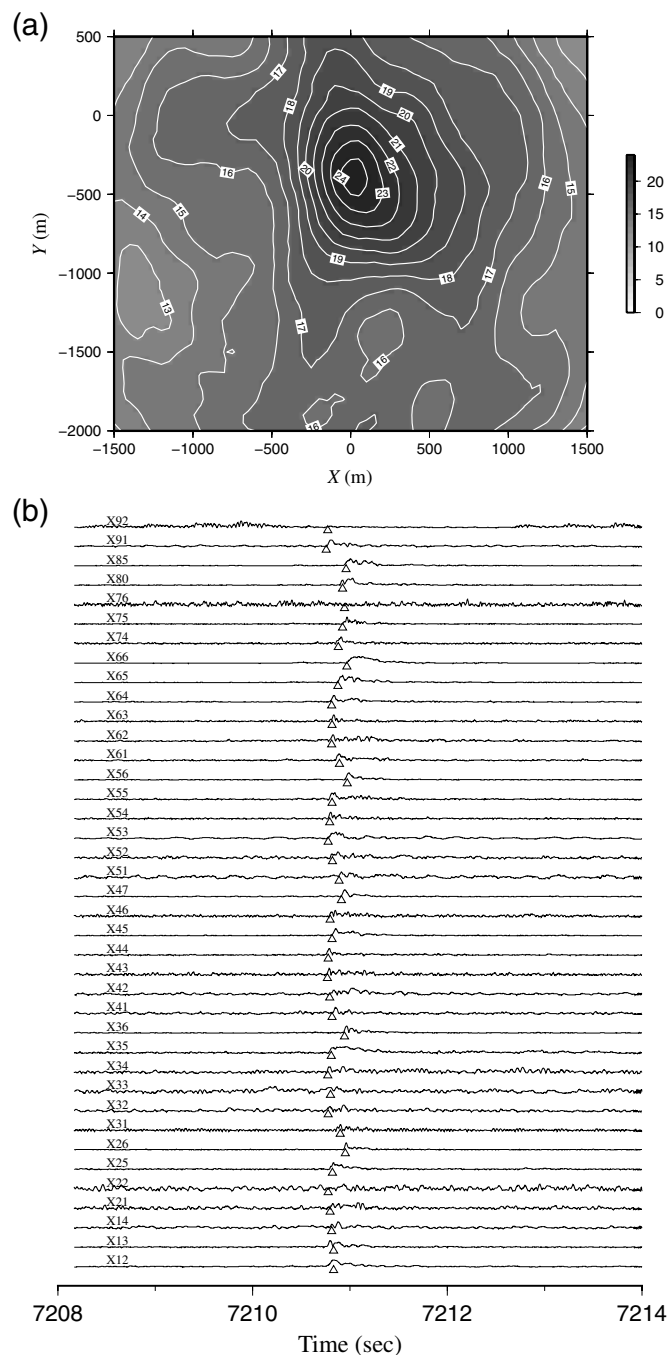 (a)
500
0
−500
−1000
−1500
−2000
Y (m)
−1500 −1000 −500 0 500 1000 1500
X (m)
17
18
19
20
21
22
23
24
20
16
15
14
13
19
18
17
17
16
16
16
16
15
20
15
10
5
0
(b)
X92
X91
X85
X80
X76
X75
X74
X66
X65
X64
X63
X62
X61
X56
X55
X54
X53
X52
X51
X47
X46
X45
X44
X43
X42
X41
X36
X35
X34
X33
X32
X31
X26
X25
X22
X21
X14
X13
X12
7208 7210 7212 7214
Time (sec)